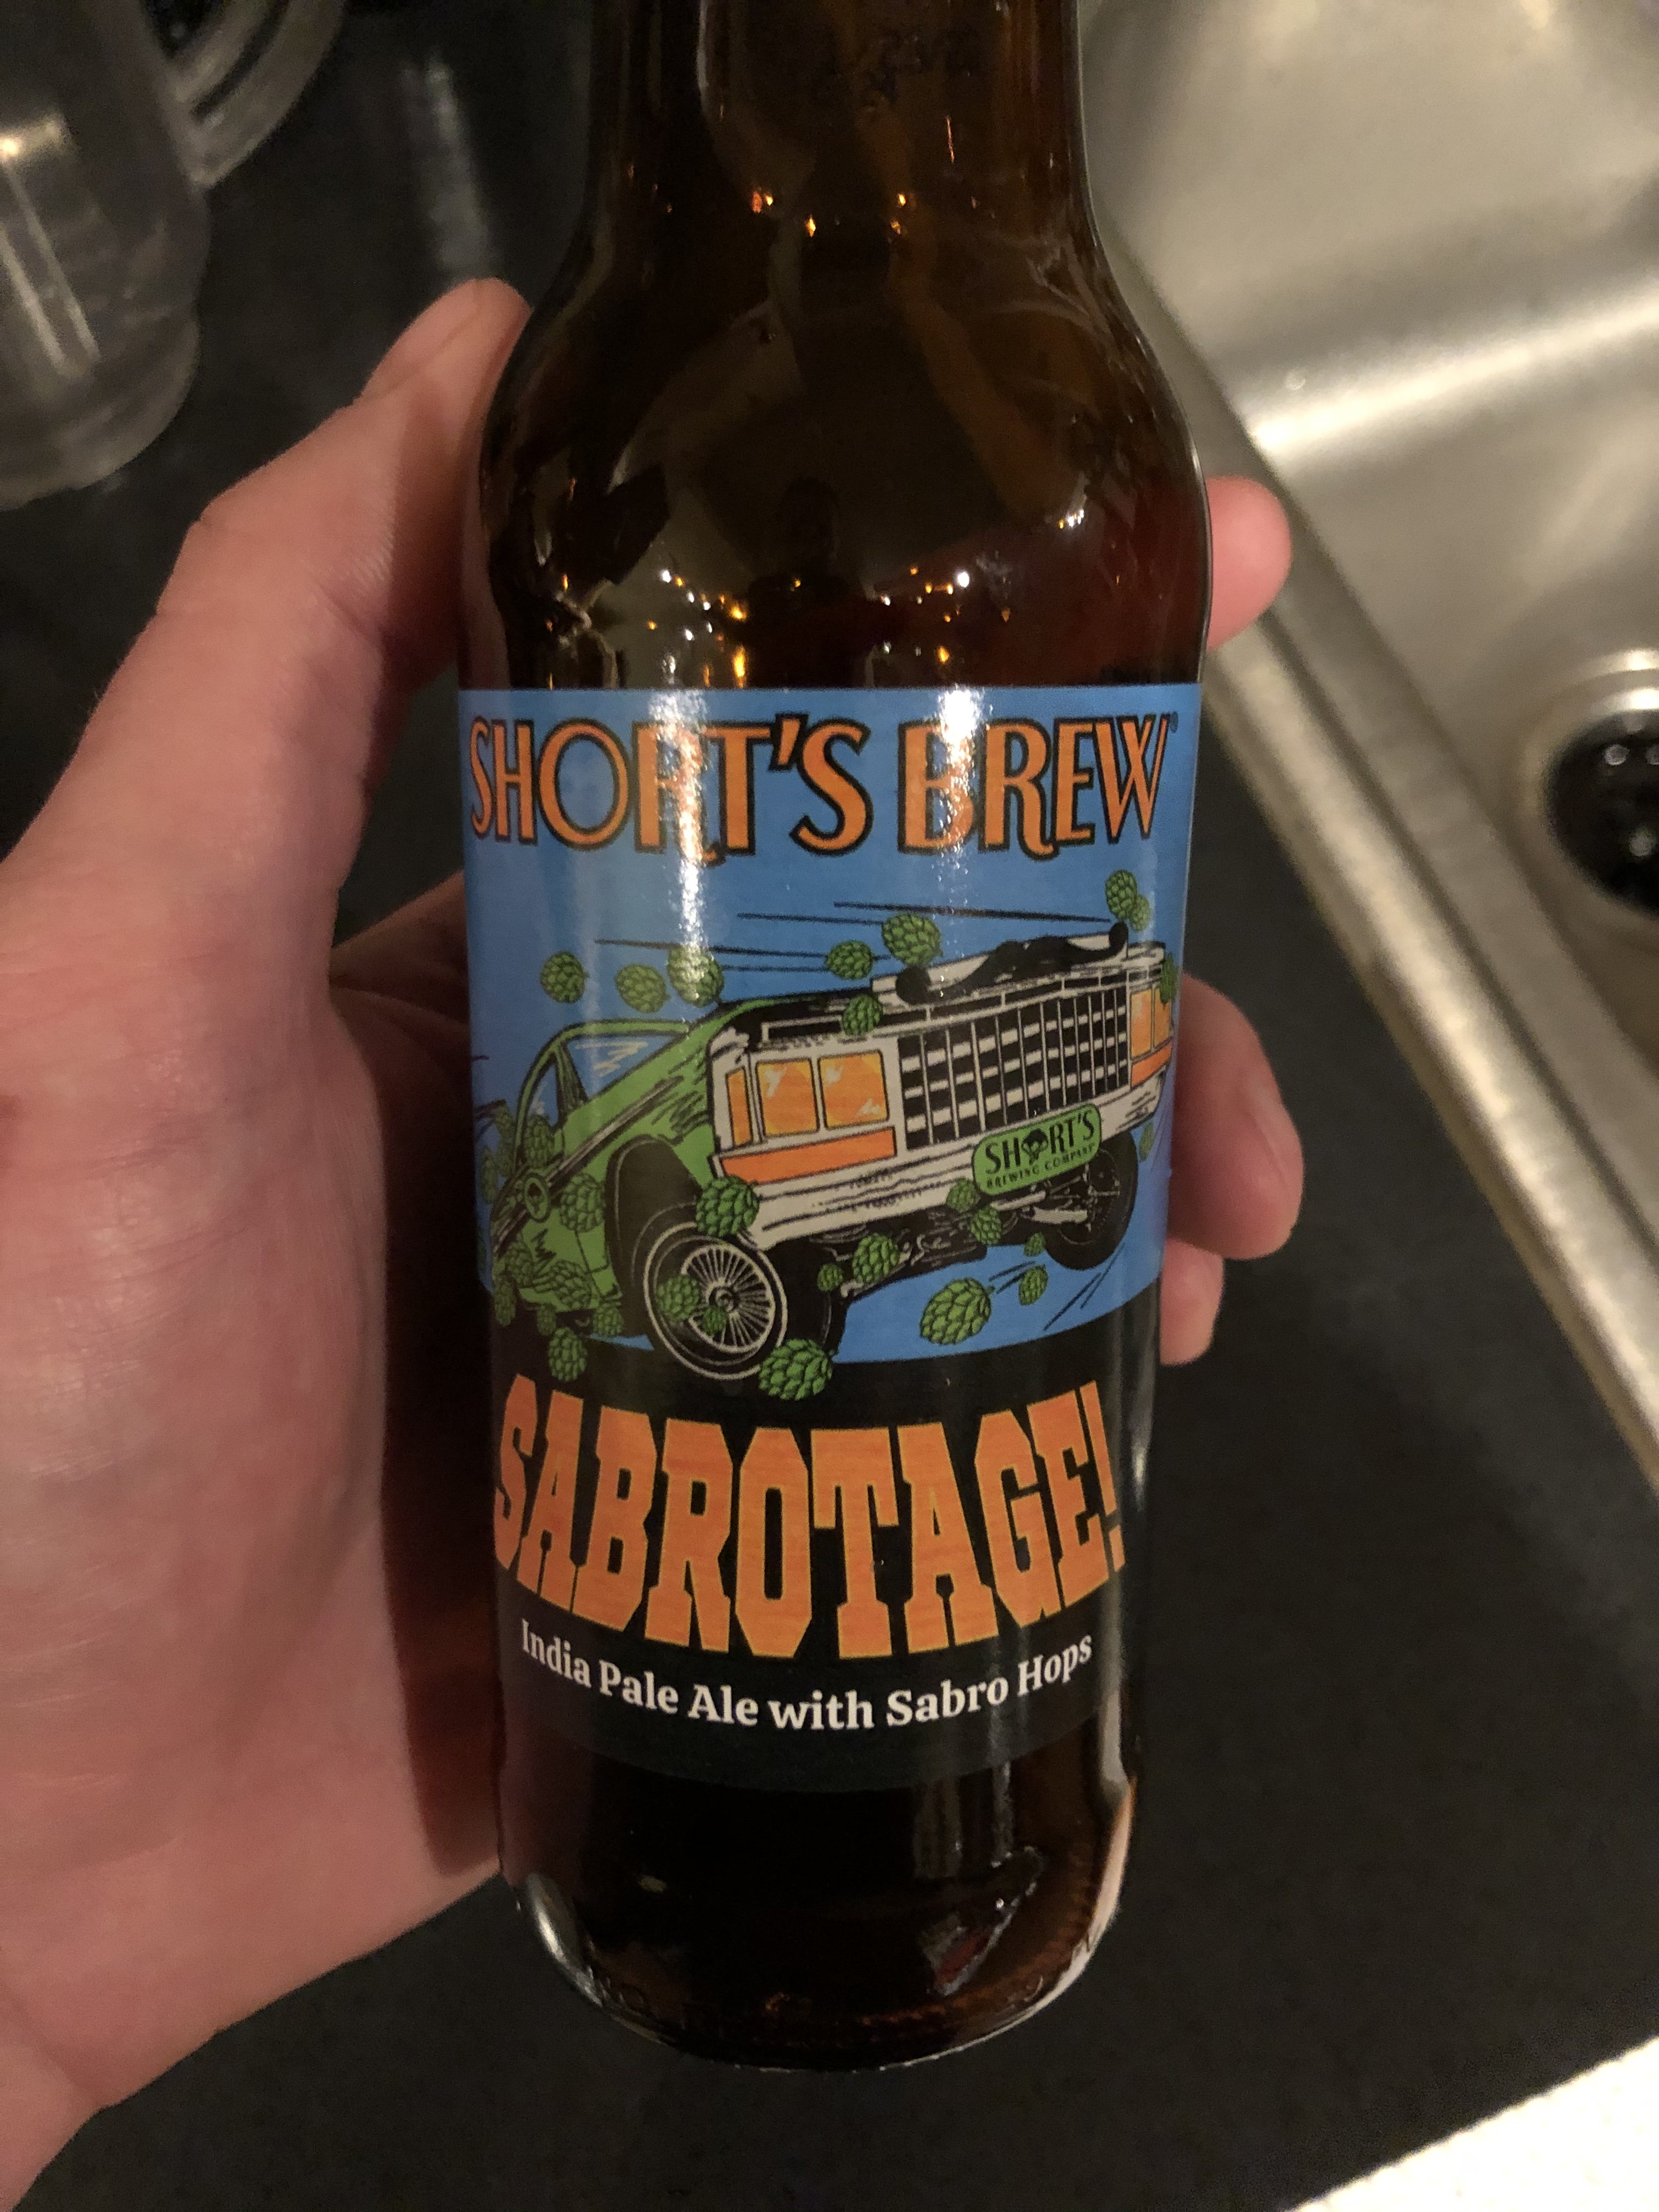 SHORT'S BREW®
SHORT'S
BREWING COMPANY
SABROTAGE!
India Pale Ale with Sabro Hops